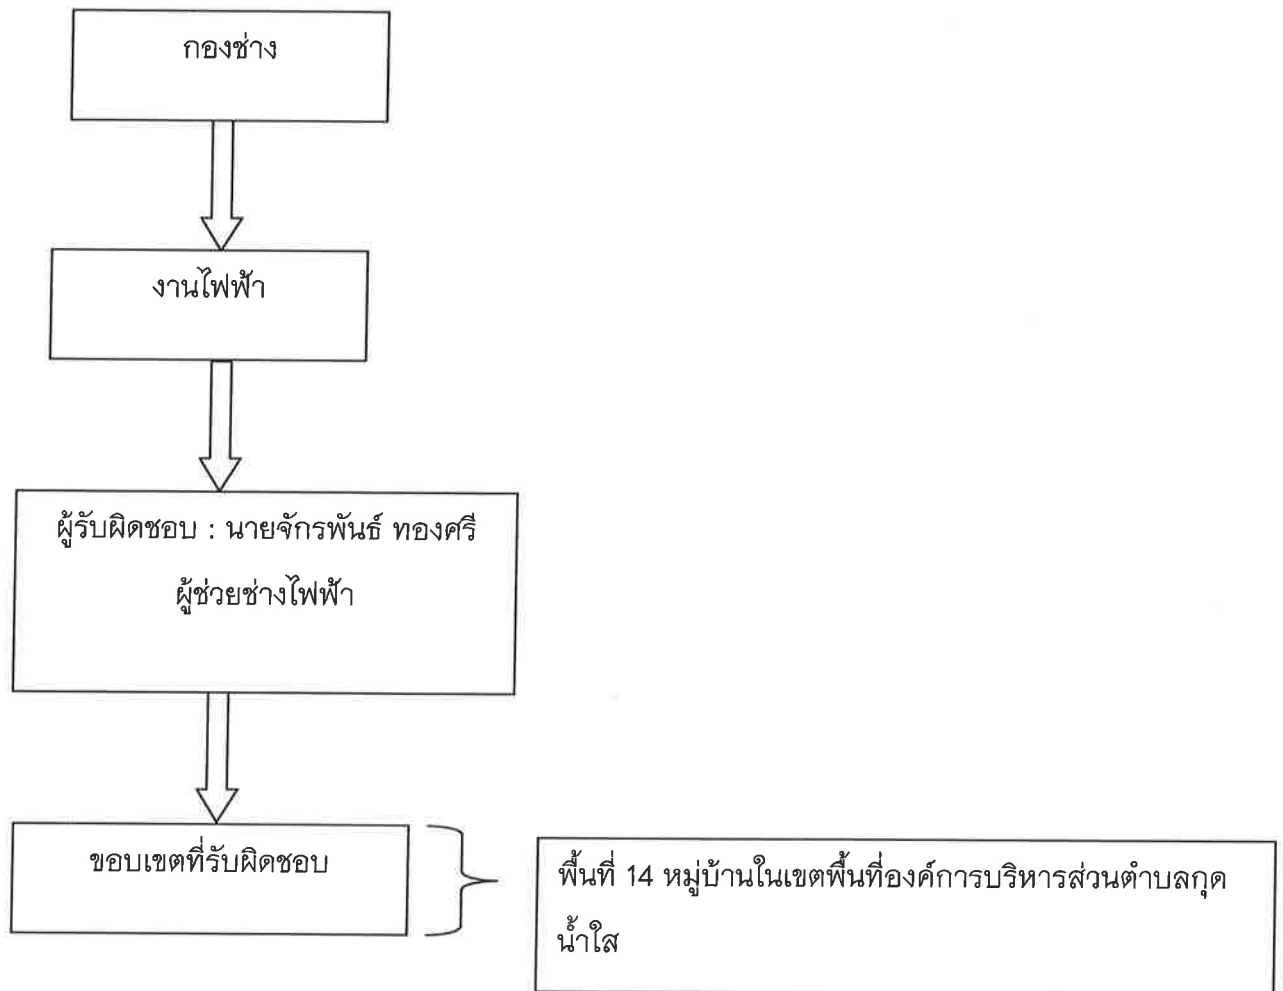 กองช่าง
งานไฟฟ้า
ผู้รับผิดชอบ : นายจักรพันธ์ ทองศรี
ผู้ช่วยช่างไฟฟ้า
ขอบเขตที่รับผิดชอบ
พื้นที่ 14 หมู่บ้านในเขตพื้นที่องค์การบริหารส่วนตำบลกุด
น้ำใส